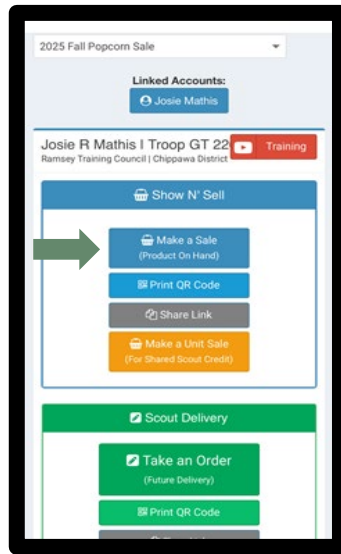 2025 Fall Popcorn Sale
Linked Accounts:
Josie Mathis
Josie R Mathis | Troop GT 22
Training
Ramsey Training Council | Chippawa District
Show N' Sell
Make a Sale
(Product On Hand)
Print QR Code
Share Link
Make a Unit Sale
(For Shared Scout Credit)
Scout Delivery
Take an Order
(Future Delivery)
Print QR Code